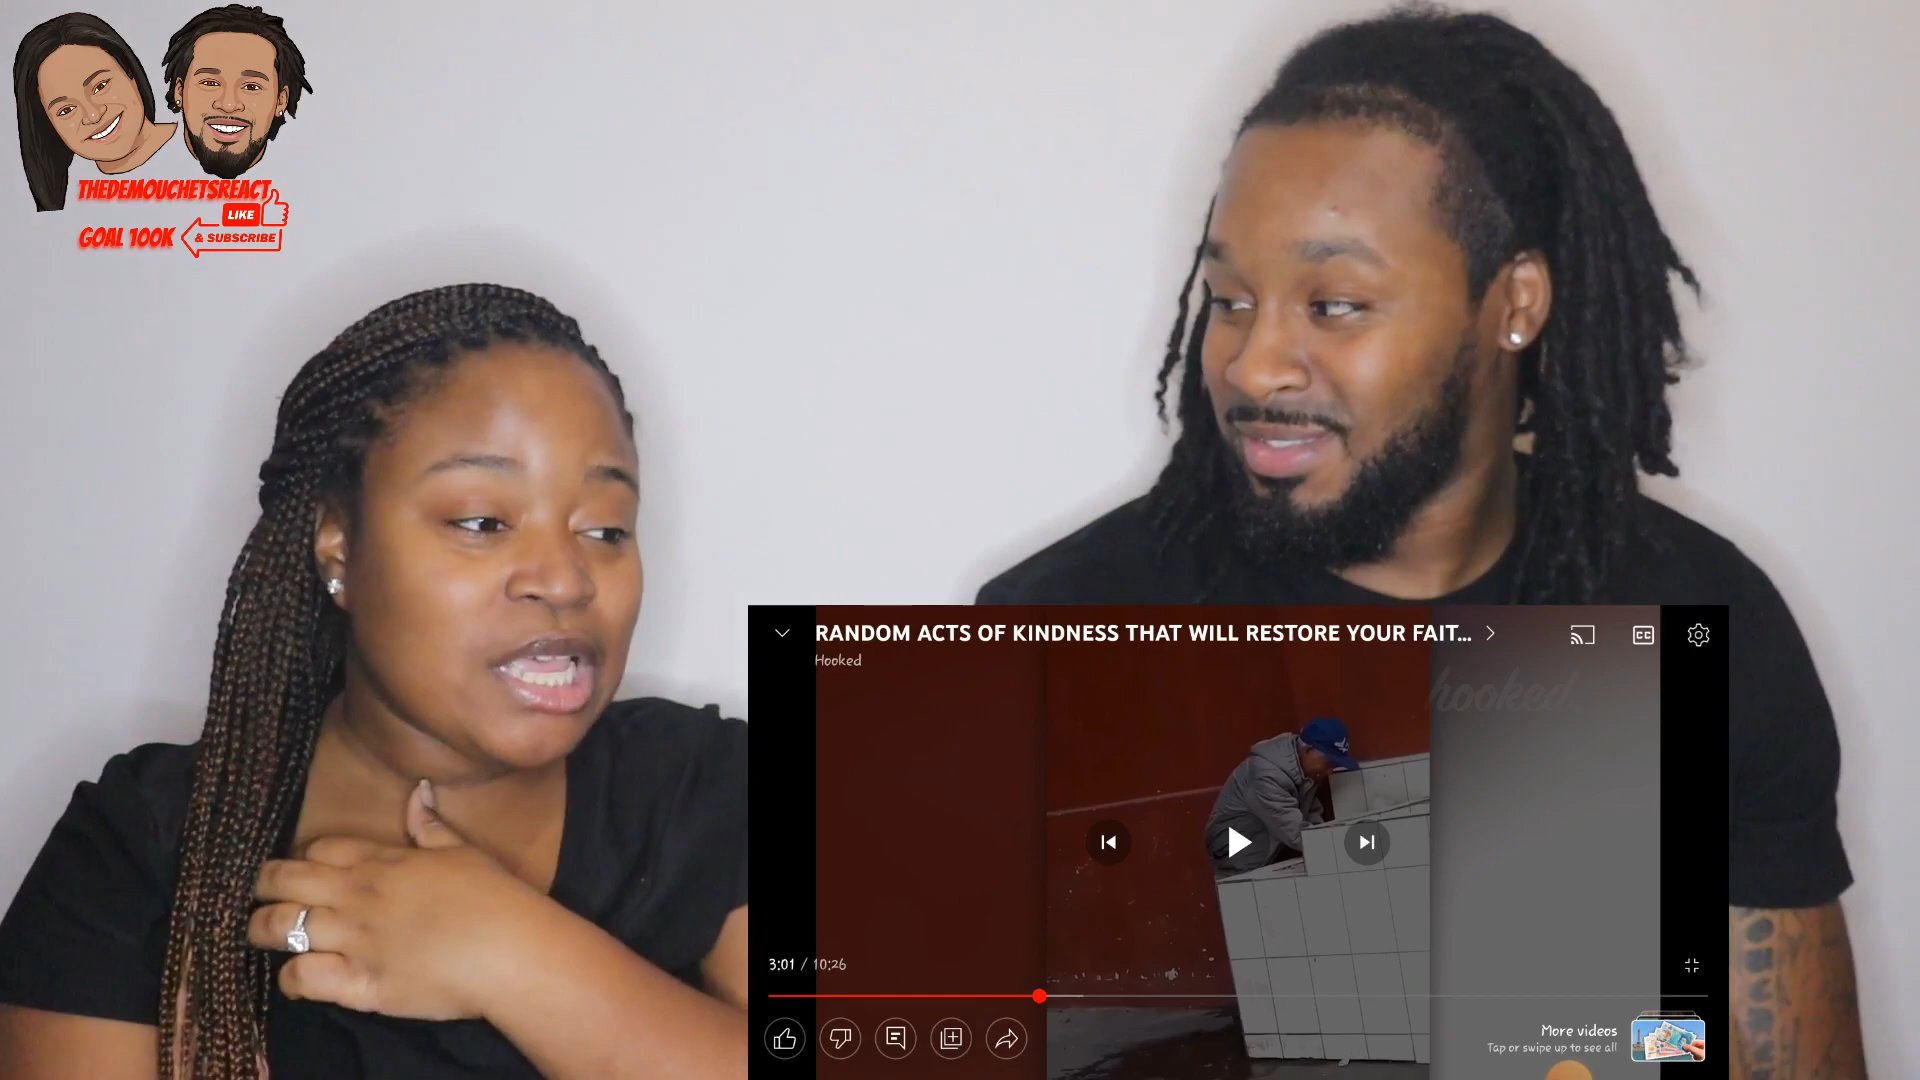 THEDEMOUCHETSREACT
LIKE
GOAL 100K
& SUBSCRIBE
RANDOM ACTS OF KINDNESS THAT WILL RESTORE YOUR FAIT...
CC
Hooked
hooked
3:01 / 10:26
More videos
Tap or swipe up to see all